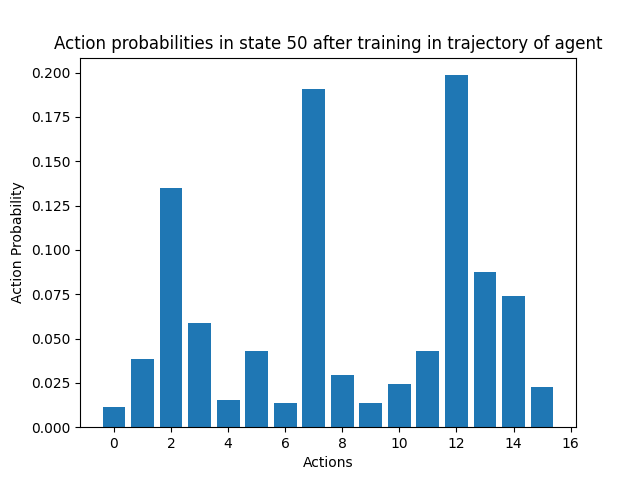 Action probabilities in state 50 after training in trajectory of agent
0.200
0.175
0.150
0.125
0.100
0.075
0.050
0.025
0.000
Action Probability
0 2 4 6 8 10 12 14 16
Actions